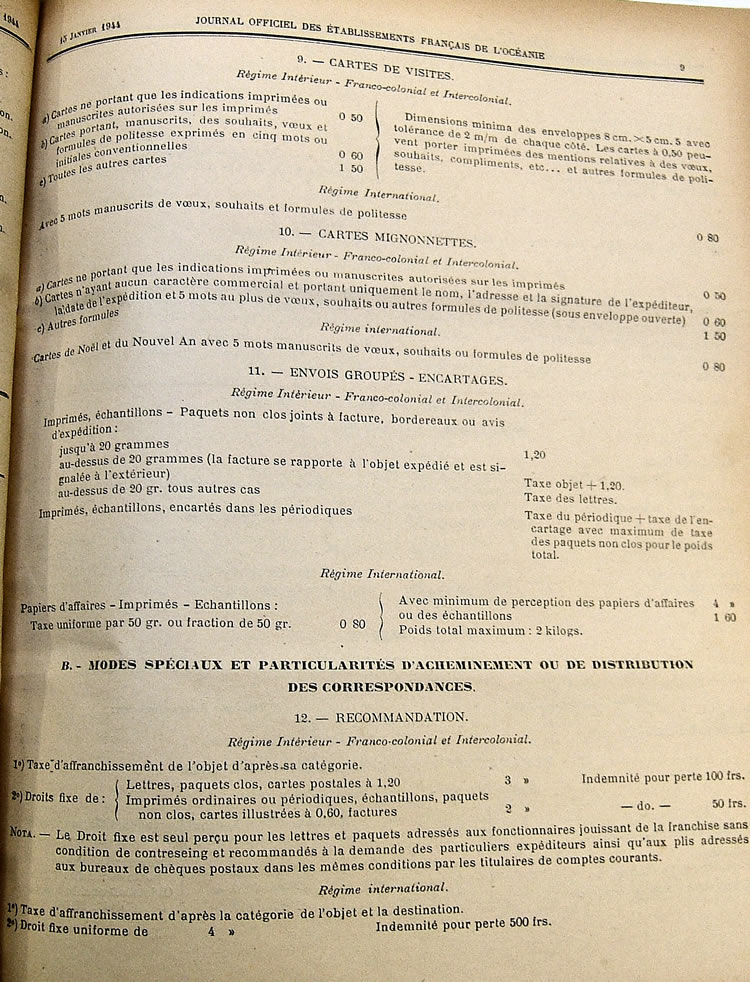 1944
15 JANVIER 1944
JOURNAL OFFICIEL DES ÉTABLISSEMENTS FRANÇAIS DE L'OCÉANIE
9
9. — CARTES DE VISITES.
Régime Intérieur - Franco-colonial et Intercolonial.
a) Cartes ne portant que les indications imprimées ou
manuscrites autorisées sur les imprimés 0 50
b) Cartes portant, manuscrits, des souhaits, vœux et
formules de politesse exprimés en cinq mots ou
initiales conventionnelles 0 60
c) Toutes les autres cartes 1 50
Dimensions minima des enveloppes 8 cm. × 5 cm. 5 avec
tolérance de 2 m/m de chaque côté. Les cartes à 0,50 peu-
vent porter imprimées des mentions relatives à des vœux,
souhaits, compliments, etc... et autres formules de poli-
tesse.
Régime International.
Avec 5 mots manuscrits de vœux, souhaits et formules de politesse 0 80
10. — CARTES MIGNONNETTES.
Régime Intérieur - Franco-colonial et Intercolonial.
a) Cartes ne portant que les indications imprimées ou manuscrites autorisées sur les imprimés 0 50
b) Cartes n'ayant aucun caractère commercial et portant uniquement le nom, l'adresse et la signature de l'expéditeur,
la date de l'expédition et 5 mots au plus de vœux, souhaits ou autres formules de politesse (sous enveloppe ouverte) 0 60
c) Autres formules 1 50
Régime international.
Cartes de Noël et du Nouvel An avec 5 mots manuscrits de vœux, souhaits ou formules de politesse 0 80
11. — ENVOIS GROUPÉS - ENCARTAGES.
Régime Intérieur - Franco-colonial et Intercolonial.
Imprimés, échantillons - Paquets non clos joints à facture, bordereaux ou avis
d'expédition :
jusqu'à 20 grammes 1,20
au-dessus de 20 grammes (la facture se rapporte à l'objet expédié et est si-
gnalée à l'extérieur) Taxe objet + 1,20.
au-dessus de 20 gr. tous autres cas Taxe des lettres.
Imprimés, échantillons, encartés dans les périodiques
Taxe du périodique + taxe de l'en-
cartage avec maximum de taxe
des paquets non clos pour le poids
total.
Régime International.
Papiers d'affaires - Imprimés - Echantillons :
Taxe uniforme par 50 gr. ou fraction de 50 gr. 0 80
Avec minimum de perception des papiers d'affaires 4 »
ou des échantillons 1 60
Poids total maximum : 2 kilogs.
B. - MODES SPÉCIAUX ET PARTICULARITÉS D'ACHEMINEMENT OU DE DISTRIBUTION
DES CORRESPONDANCES.
12. — RECOMMANDATION.
Régime Intérieur - Franco-colonial et Intercolonial.
1º) Taxe d'affranchissement de l'objet d'après sa catégorie.
2º) Droits fixe de :
Lettres, paquets clos, cartes postales à 1,20 3 » Indemnité pour perte 100 frs.
Imprimés ordinaires ou périodiques, échantillons, paquets
non clos, cartes illustrées à 0,60, factures 2 » — do. — 50 frs.
NOTA. — Le Droit fixe est seul perçu pour les lettres et paquets adressés aux fonctionnaires jouissant de la franchise sans
condition de contreseing et recommandés à la demande des particuliers expéditeurs ainsi qu'aux plis adressés
aux bureaux de chèques postaux dans les mêmes conditions par les titulaires de comptes courants.
Régime international.
1º) Taxe d'affranchissement d'après la catégorie de l'objet et la destination.
2º) Droit fixe uniforme de 4 » Indemnité pour perte 500 frs.